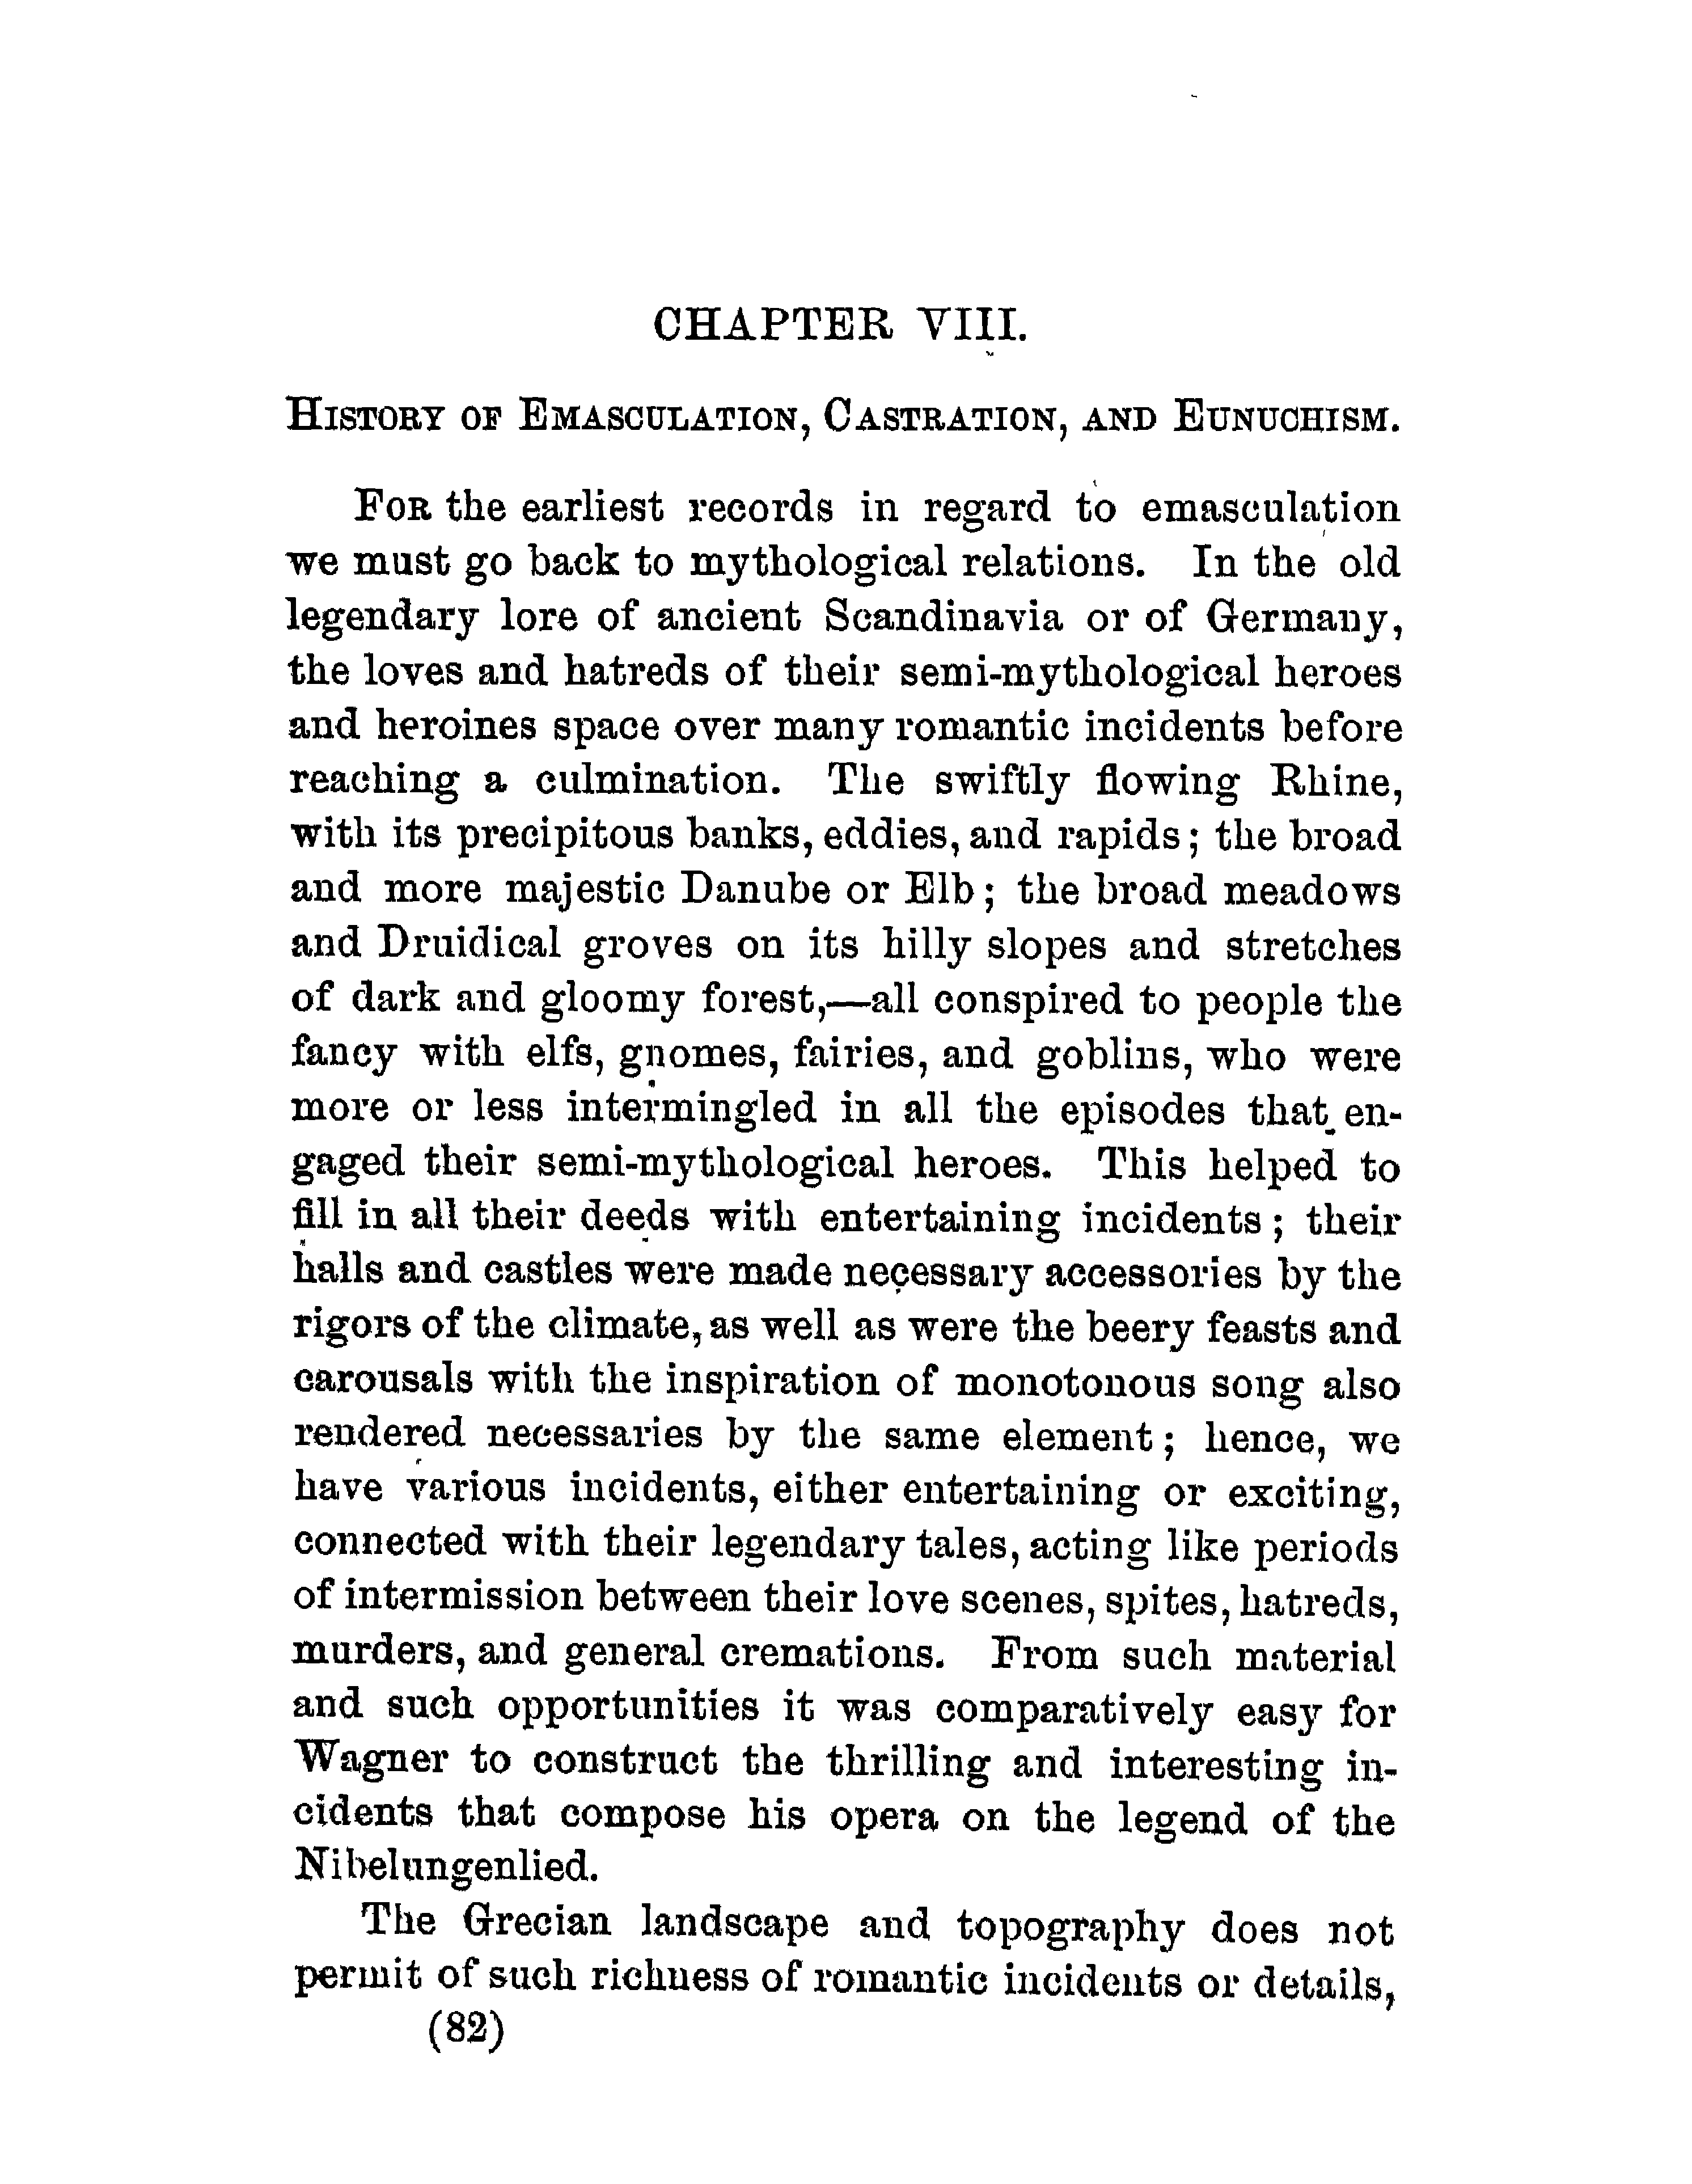 CHAPTER VIII.
History of Emasculation, Castration, and Eunuchism.
For the earliest records in regard to emasculation
we must go back to mythological relations. In the old
legendary lore of ancient Scandinavia or of Germany,
the loves and hatreds of their semi-mythological heroes
and heroines space over many romantic incidents before
reaching a culmination. The swiftly flowing Rhine,
with its precipitous banks, eddies, and rapids; the broad
and more majestic Danube or Elb; the broad meadows
and Druidical groves on its hilly slopes and stretches
of dark and gloomy forest,—all conspired to people the
fancy with elfs, gnomes, fairies, and goblins, who were
more or less intermingled in all the episodes that en-
gaged their semi-mythological heroes. This helped to
fill in all their deeds with entertaining incidents; their
halls and castles were made necessary accessories by the
rigors of the climate, as well as were the beery feasts and
carousals with the inspiration of monotonous song also
rendered necessaries by the same element; hence, we
have various incidents, either entertaining or exciting,
connected with their legendary tales, acting like periods
of intermission between their love scenes, spites, hatreds,
murders, and general cremations. From such material
and such opportunities it was comparatively easy for
Wagner to construct the thrilling and interesting in-
cidents that compose his opera on the legend of the
Nibelungenlied.
The Grecian landscape and topography does not
permit of such richness of romantic incidents or details,
(82)